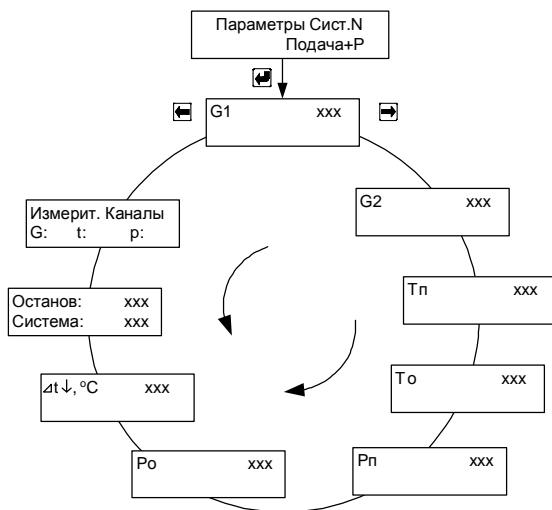 Параметры Сист.N
Подача+P
G1 xxx
G2 xxx
Тп xxx
То xxx
Рп xxx
Ро xxx
⊿t↓, °C xxx
Останов: xxx
Система: xxx
Измерит. Каналы
G: t: p: